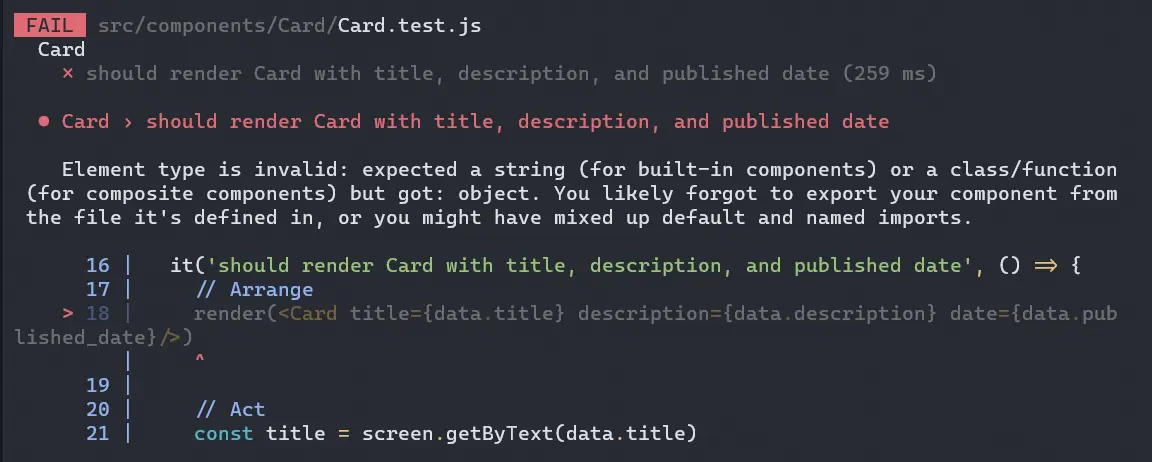 FAIL src/components/Card/Card.test.js
Card
× should render Card with title, description, and published date (259 ms)
● Card › should render Card with title, description, and published date
Element type is invalid: expected a string (for built-in components) or a class/function
(for composite components) but got: object. You likely forgot to export your component from
the file it's defined in, or you might have mixed up default and named imports.
16 | it('should render Card with title, description, and published date', () => {
17 | // Arrange
> 18 | render(<Card title={data.title} description={data.description} date={data.pub
lished_date}/>)
| ^
19 |
20 | // Act
21 | const title = screen.getByText(data.title)